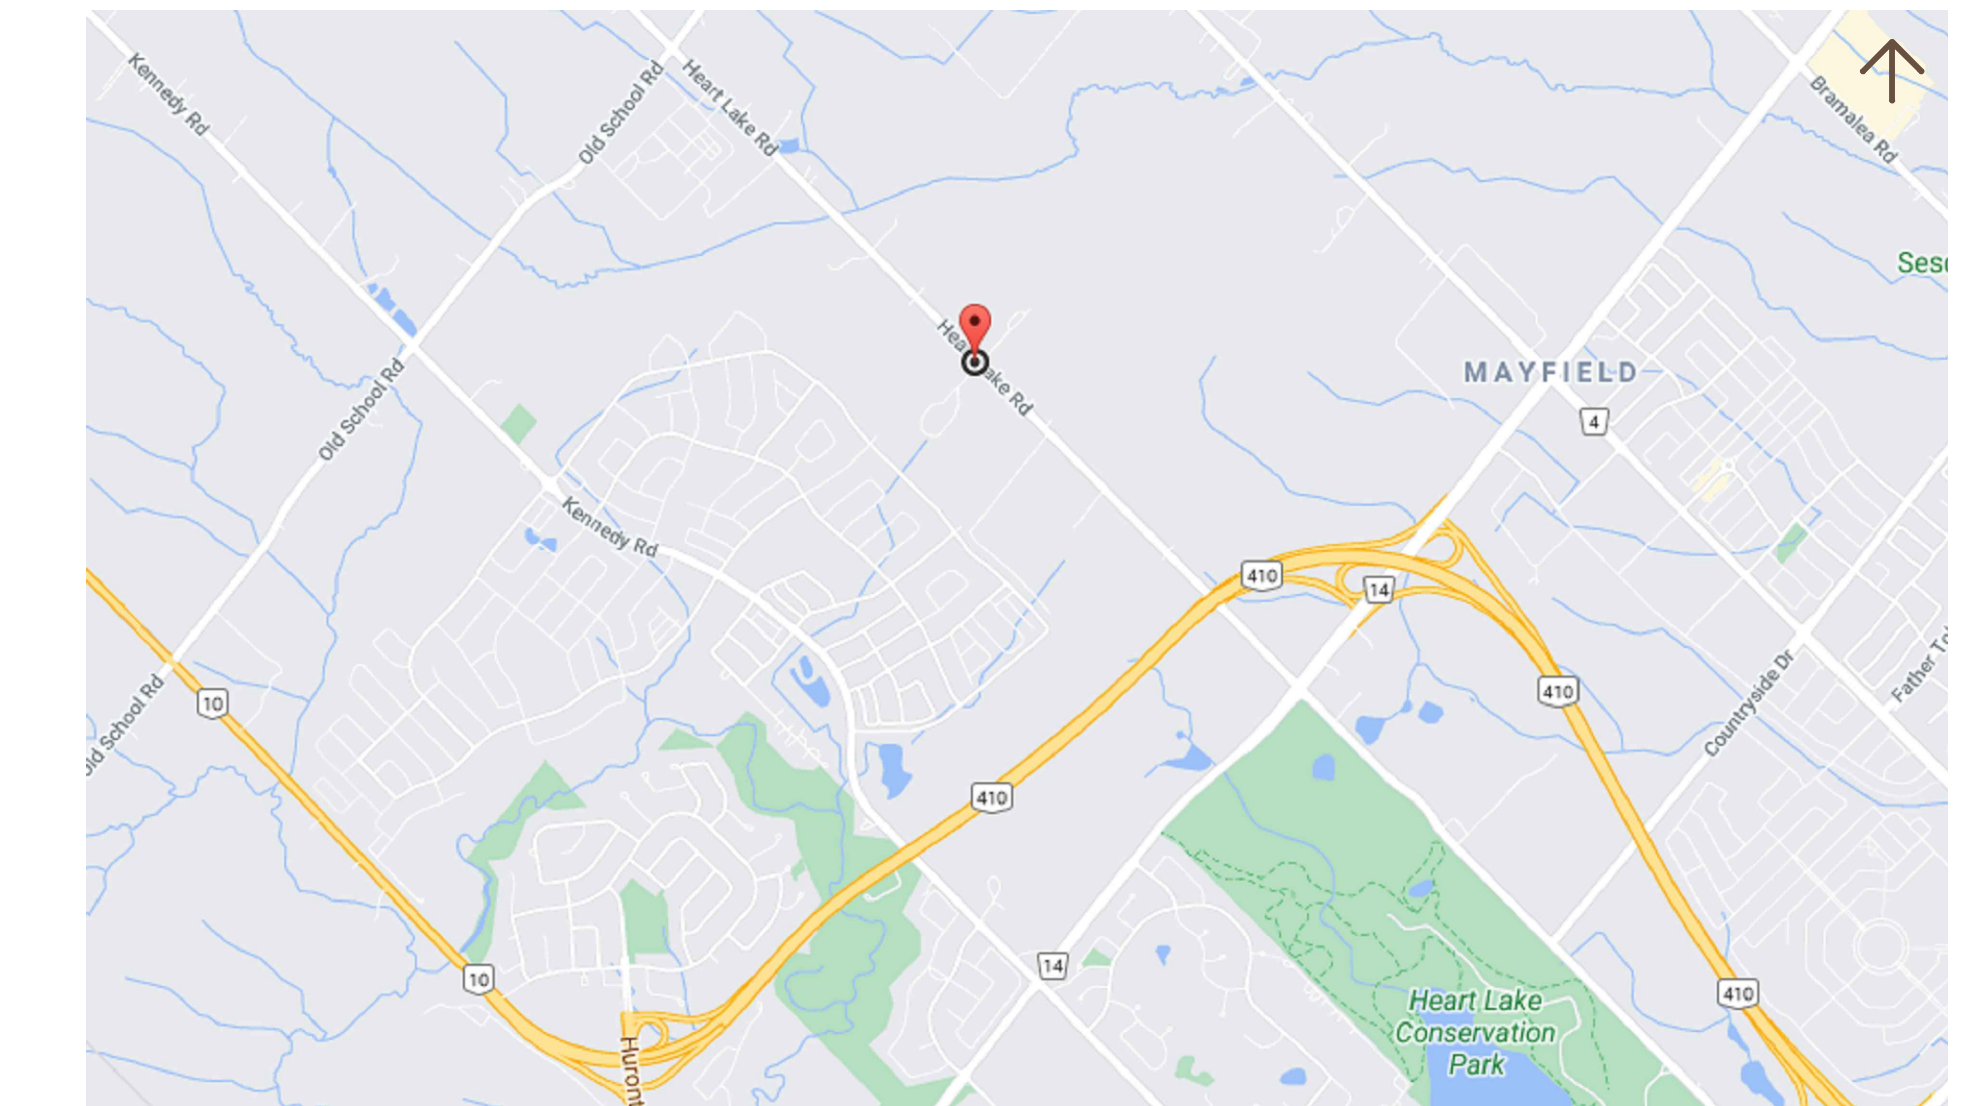 Kennedy Rd
Old School Rd
Heart Lake Rd
Bramalea Rd
MAYFIELD
4
Old School Rd
Kennedy Rd
410
14
10
410
Countryside Dr
Father
410
10
14
Heart Lake
Conservation
Park
410